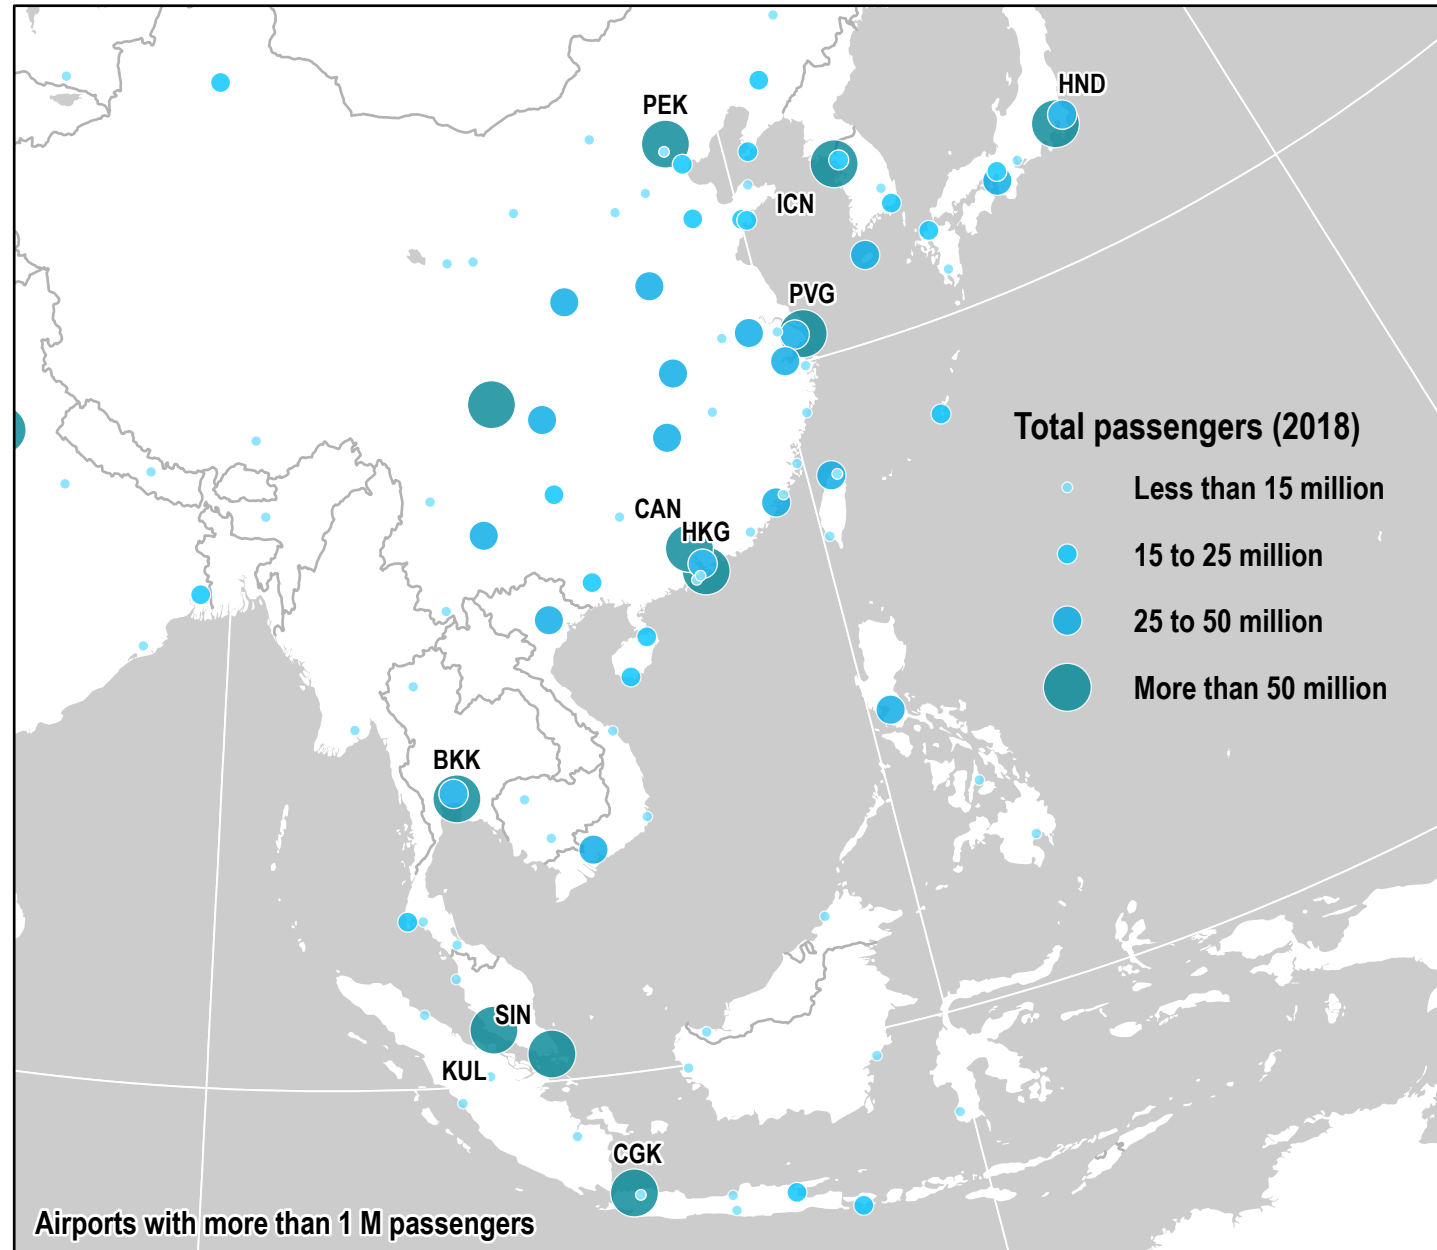 HND
PEK
ICN
PVG
Total passengers (2018)
Less than 15 million
CAN
HKG
15 to 25 million
25 to 50 million
More than 50 million
BKK
SIN
KUL
CGK
Airports with more than 1 M passengers